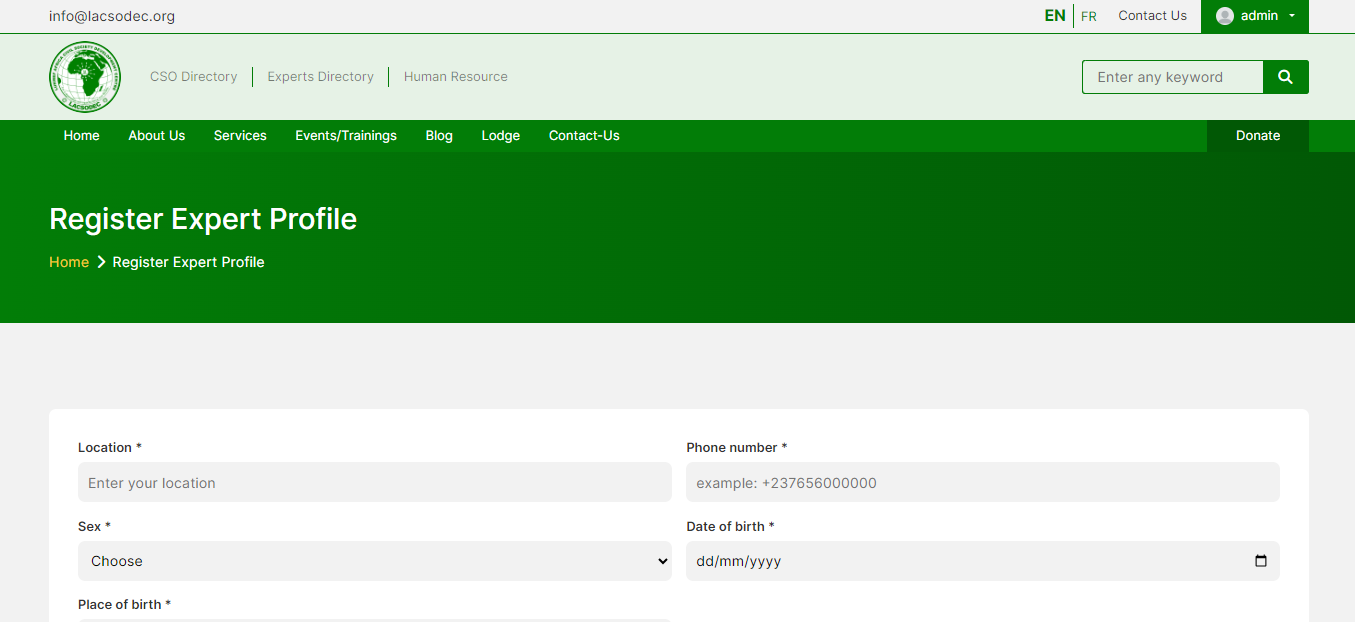 info@lacsodec.org
EN FR Contact Us admin
CSO Directory Experts Directory Human Resource
Enter any keyword
LACSODEC
Home About Us Services Events/Trainings Blog Lodge Contact-Us Donate
Register Expert Profile
Home Register Expert Profile
Location * Phone number *
Enter your location example: +237656000000
Sex * Date of birth *
Choose dd/mm/yyyy
Place of birth *